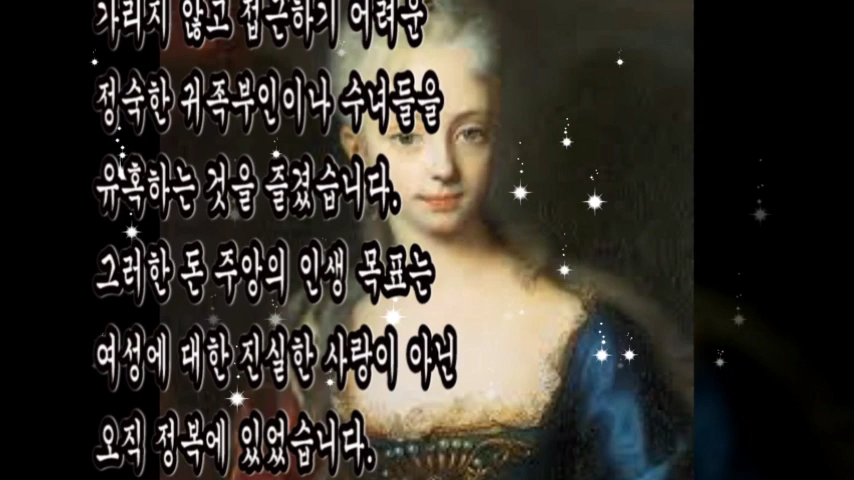 가리지 않고 접근하기 어려운
정숙한 귀족부인이나 수녀들을
유혹하는 것을 즐겼습니다.
그러한 돈 주앙의 인생 목표는
여성에 대한 진실한 사랑이 아닌
오직 정복에 있었습니다.